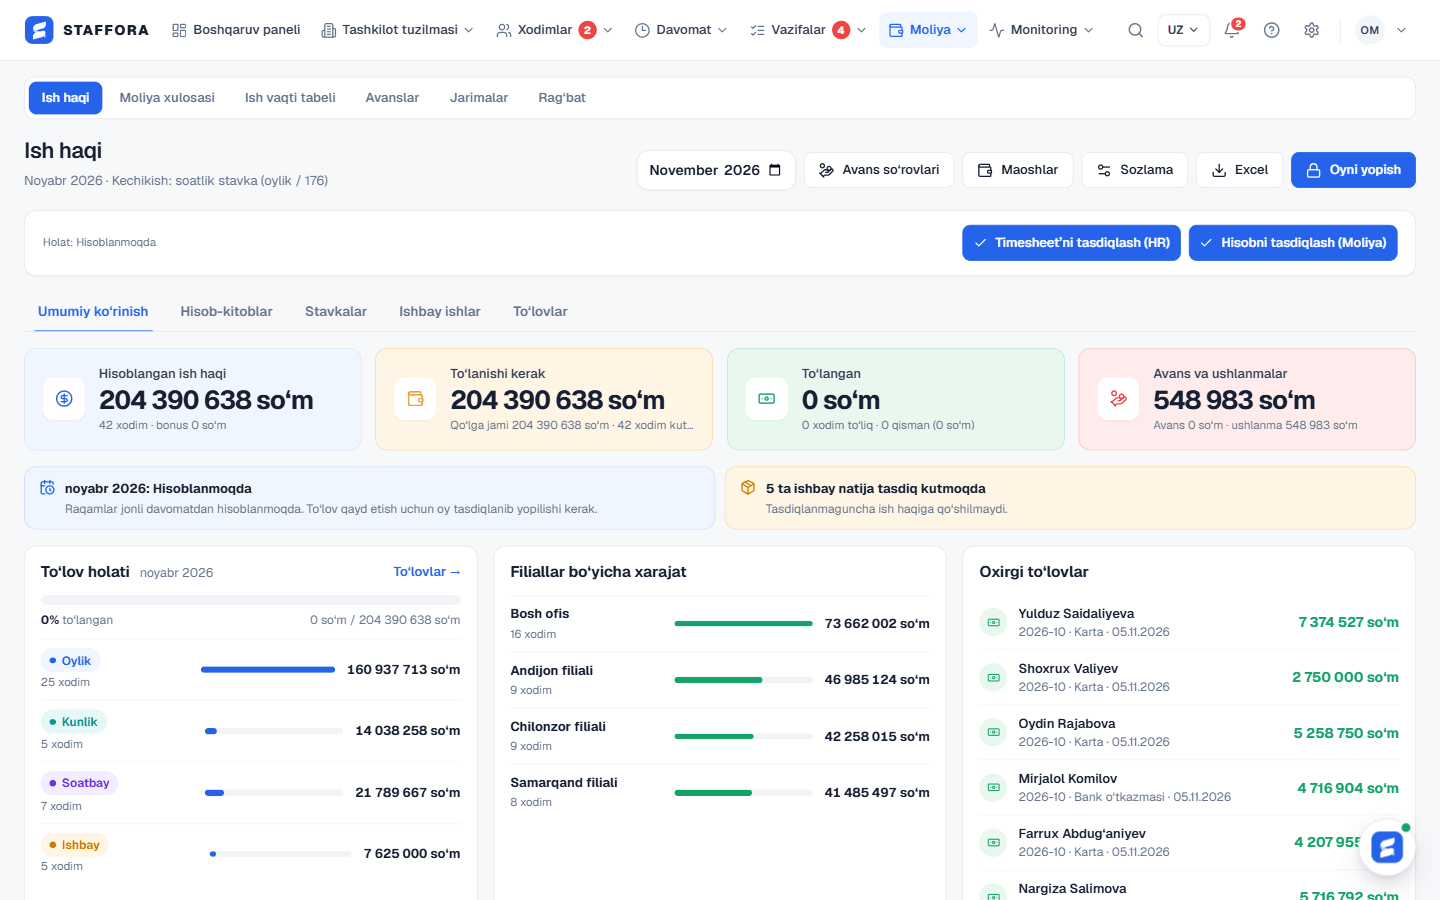 STAFFORA
Boshqaruv paneli
Tashkilot tuzilmasi
Xodimlar 2
Davomat
Vazifalar 4
Moliya
Monitoring
UZ
2
OM
Ish haqi
Moliya xulosasi
Ish vaqti tabeli
Avanslar
Jarimalar
Rag‘bat
Ish haqi
Noyabr 2026 · Kechikish: soatlik stavka (oylik / 176)
November 2026
Avans so‘rovlari
Maoshlar
Sozlama
Excel
Oyni yopish
Holat: Hisoblanmoqda
Timesheet’ni tasdiqlash (HR)
Hisobni tasdiqlash (Moliya)
Umumiy ko‘rinish
Hisob-kitoblar
Stavkalar
Ishbay ishlar
To‘lovlar
Hisoblangan ish haqi
204 390 638 so‘m
42 xodim · bonus 0 so‘m
To‘lanishi kerak
204 390 638 so‘m
Qo‘lga jami 204 390 638 so‘m · 42 xodim kut...
To‘langan
0 so‘m
0 xodim to‘liq · 0 qisman (0 so‘m)
Avans va ushlanmalar
548 983 so‘m
Avans 0 so‘m · ushlanma 548 983 so‘m
noyabr 2026: Hisoblanmoqda
Raqamlar jonli davomatdan hisoblanmoqda. To‘lov qayd etish uchun oy tasdiqlanib yopilishi kerak.
5 ta ishbay natija tasdiq kutmoqda
Tasdiqlanmaguncha ish haqiga qo‘shilmaydi.
To‘lov holati noyabr 2026
To‘lovlar →
0% to‘langan
0 so‘m / 204 390 638 so‘m
Oylik
25 xodim
160 937 713 so‘m
Kunlik
5 xodim
14 038 258 so‘m
Soatbay
7 xodim
21 789 667 so‘m
Ishbay
5 xodim
7 625 000 so‘m
Filiallar bo‘yicha xarajat
Bosh ofis
16 xodim
73 662 002 so‘m
Andijon filiali
9 xodim
46 985 124 so‘m
Chilonzor filiali
9 xodim
42 258 015 so‘m
Samarqand filiali
8 xodim
41 485 497 so‘m
Oxirgi to‘lovlar
Yulduz Saidaliyeva
2026-10 · Karta · 05.11.2026
7 374 527 so‘m
Shoxrux Valiyev
2026-10 · Karta · 05.11.2026
2 750 000 so‘m
Oydin Rajabova
2026-10 · Karta · 05.11.2026
5 258 750 so‘m
Mirjalol Komilov
2026-10 · Bank o‘tkazmasi · 05.11.2026
4 716 904 so‘m
Farrux Abdug‘aniyev
2026-10 · Karta · 05.11.2026
4 207 955
Nargiza Salimova
5 716 792 so‘m